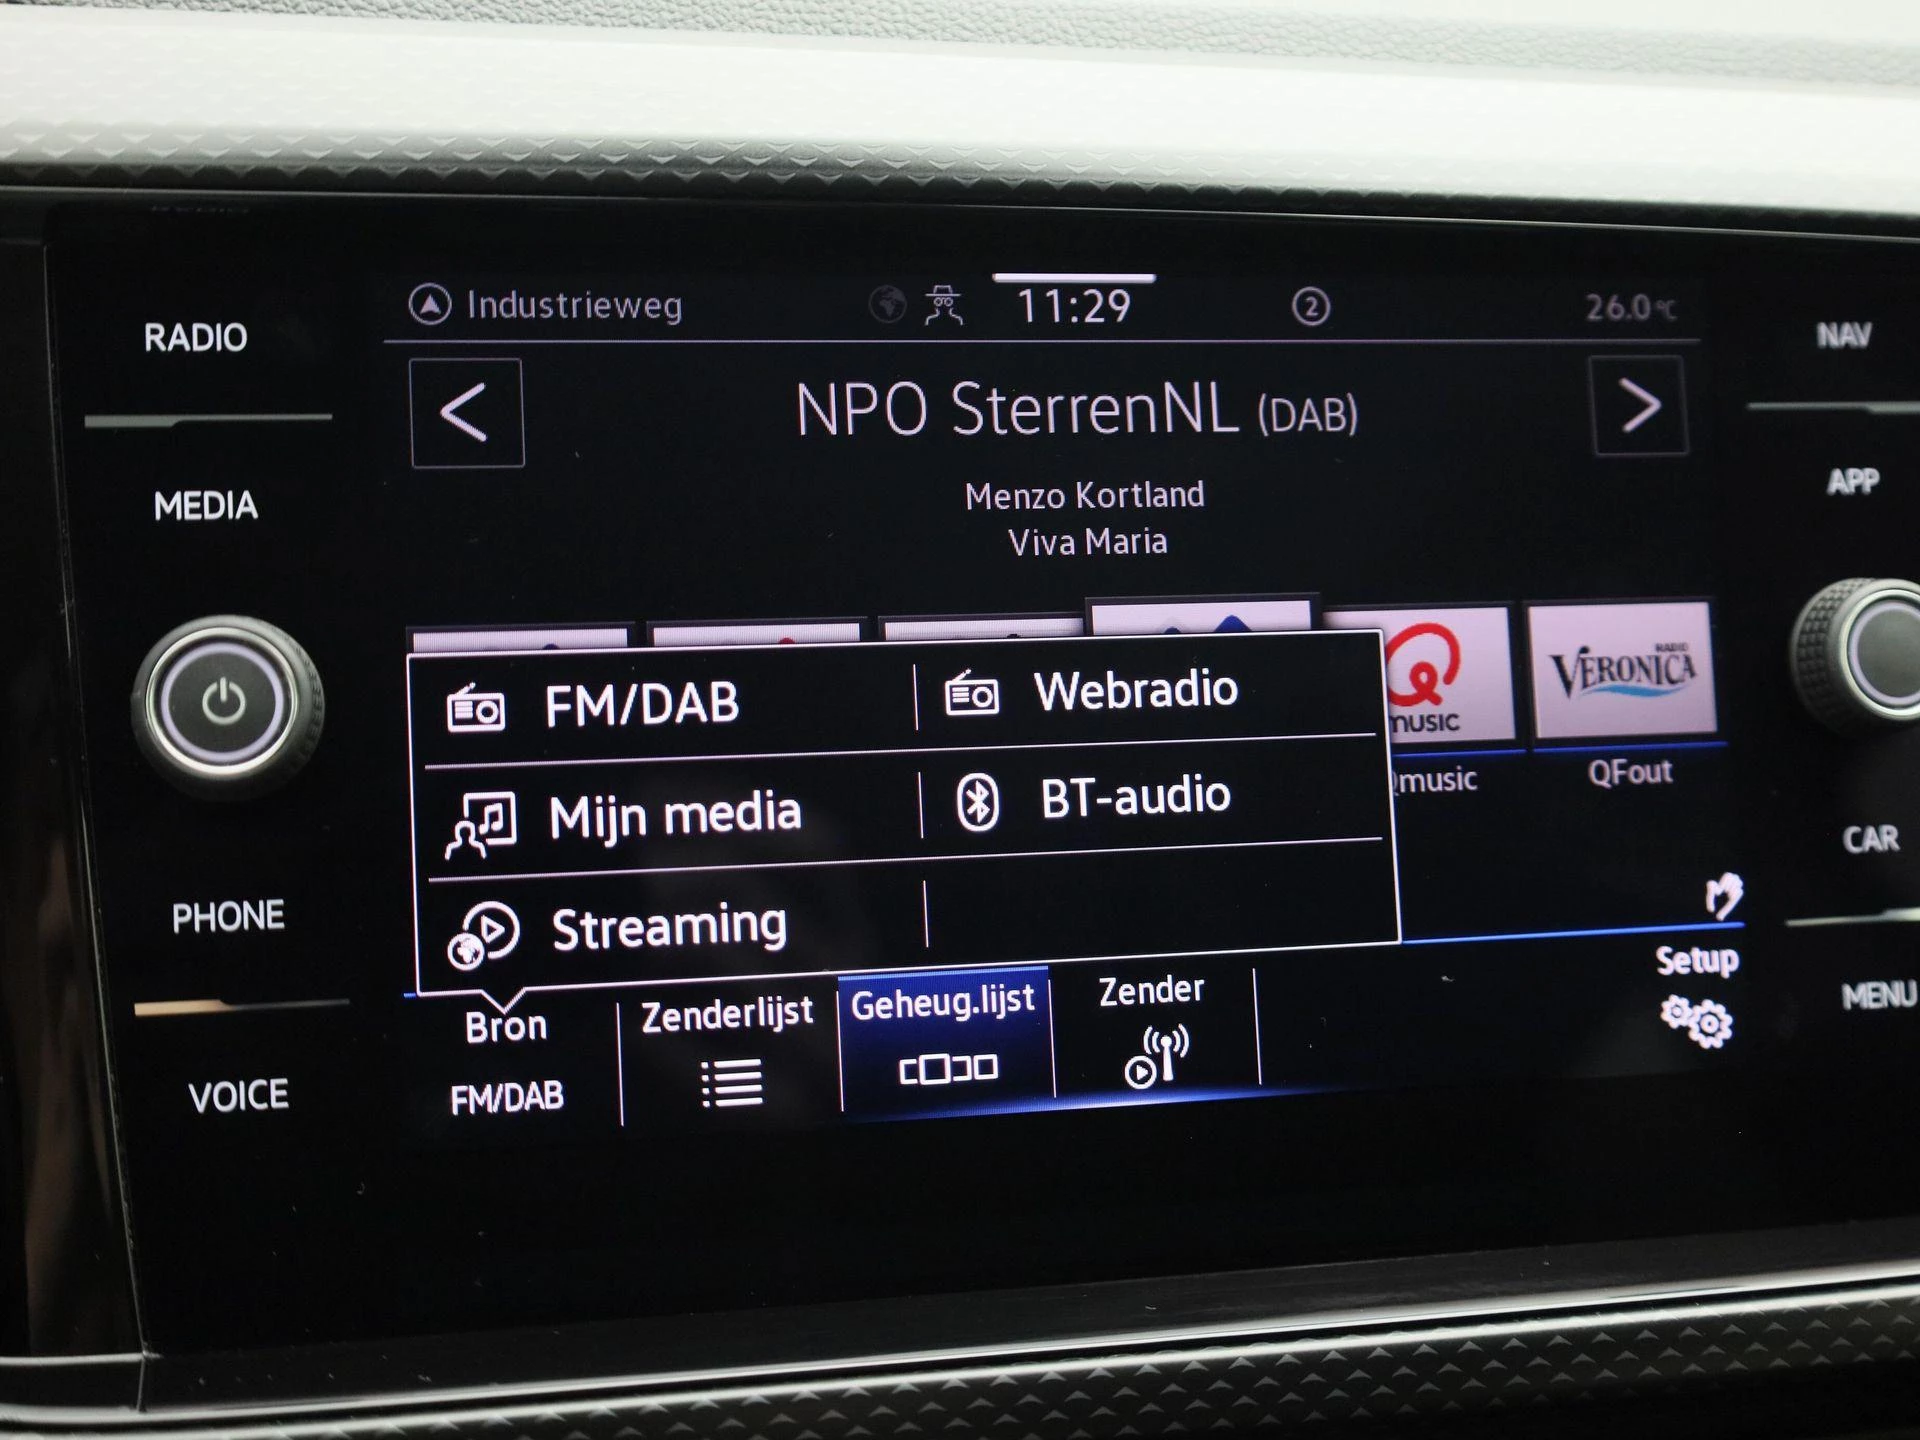 RADIO
MEDIA
PHONE
VOICE
Industrieweg
11:29
2
26.0°C
NPO SterrenNL (DAB)
Menzo Kortland
Viva Maria
FM/DAB
Webradio
Mijn media
BT-audio
Streaming
music
RADIO
VERONICA
music
QFout
Bron
FM/DAB
Zenderlijst
Geheug.lijst
Zender
Setup
NAV
APP
CAR
MENU